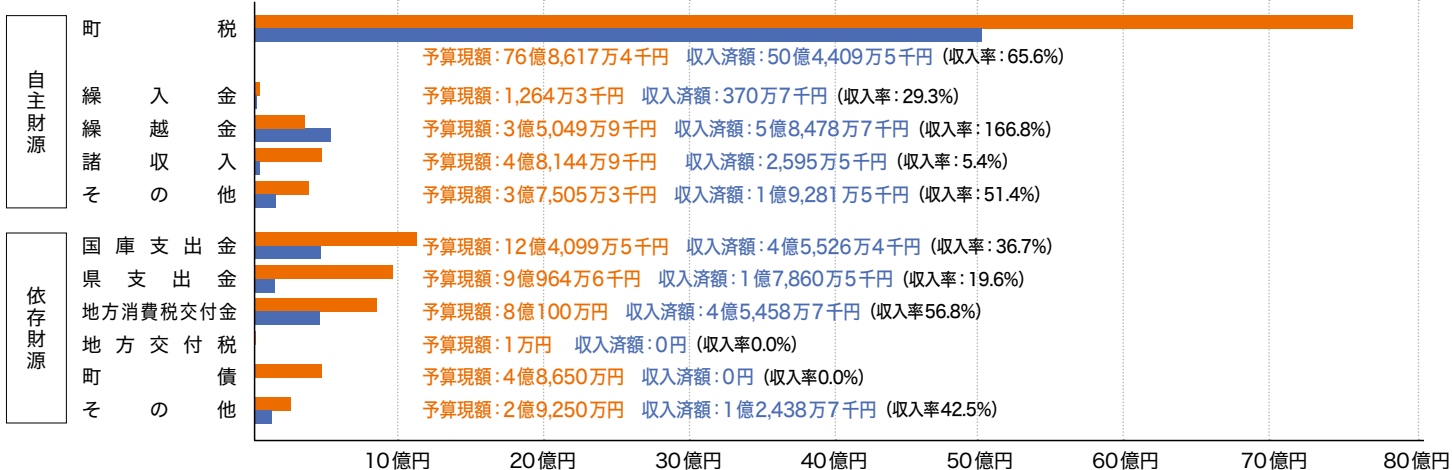 自主財源
町税
予算現額：76億8,617万4千円 収入済額：50億4,409万5千円（収入率：65.6%）
繰入金 予算現額：1,264万3千円 収入済額：370万7千円（収入率：29.3%）
繰越金 予算現額：3億5,049万9千円 収入済額：5億8,478万7千円（収入率：166.8%）
諸収入 予算現額：4億8,144万9千円 収入済額：2,595万5千円（収入率：5.4%）
その他 予算現額：3億7,505万3千円 収入済額：1億9,281万5千円（収入率：51.4%）
依存財源
国庫支出金 予算現額：12億4,099万5千円 収入済額：4億5,526万4千円（収入率：36.7%）
県支出金 予算現額：9億964万6千円 収入済額：1億7,860万5千円（収入率：19.6%）
地方消費税交付金 予算現額：8億100万円 収入済額：4億5,458万7千円（収入率56.8%）
地方交付税 予算現額：1万円 収入済額：0円（収入率0.0%）
町債 予算現額：4億8,650万円 収入済額：0円（収入率0.0%）
その他 予算現額：2億9,250万円 収入済額：1億2,438万7千円（収入率42.5%）
10億円 20億円 30億円 40億円 50億円 60億円 70億円 80億円